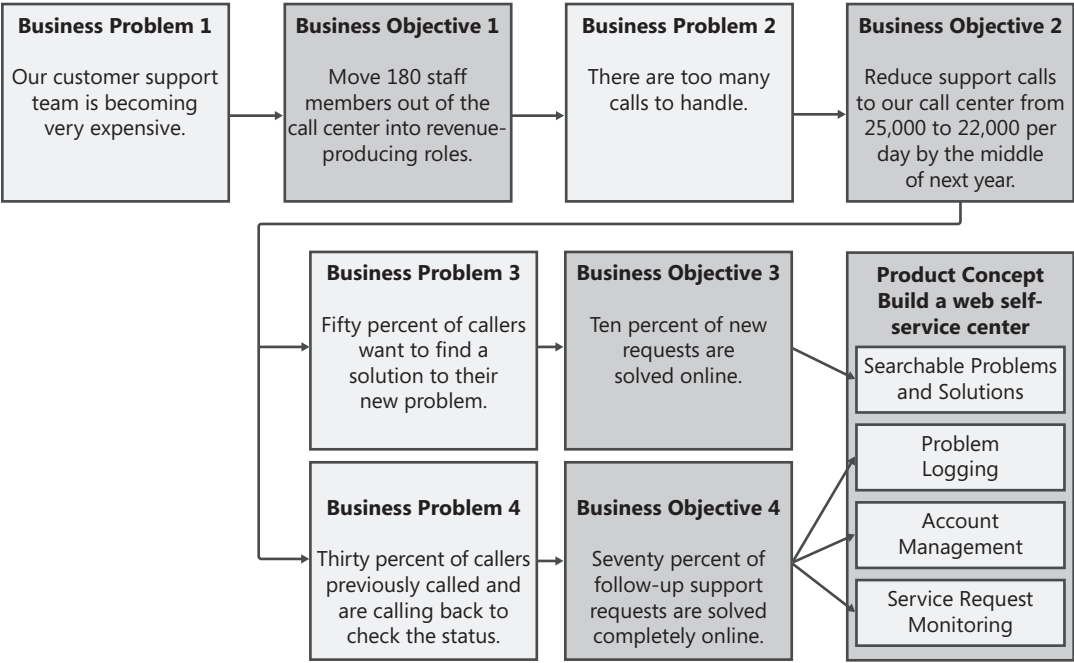 Business Problem 1
Our customer support
team is becoming
very expensive.
Business Objective 1
Move 180 staff
members out of the
call center into revenue-
producing roles.
Business Problem 2
There are too many
calls to handle.
Business Objective 2
Reduce support calls
to our call center from
25,000 to 22,000 per
day by the middle
of next year.
Business Problem 3
Fifty percent of callers
want to find a
solution to their
new problem.
Business Objective 3
Ten percent of new
requests are
solved online.
Product Concept
Build a web self-
service center
Searchable Problems
and Solutions
Problem
Logging
Account
Management
Service Request
Monitoring
Business Problem 4
Thirty percent of callers
previously called and
are calling back to
check the status.
Business Objective 4
Seventy percent of
follow-up support
requests are solved
completely online.